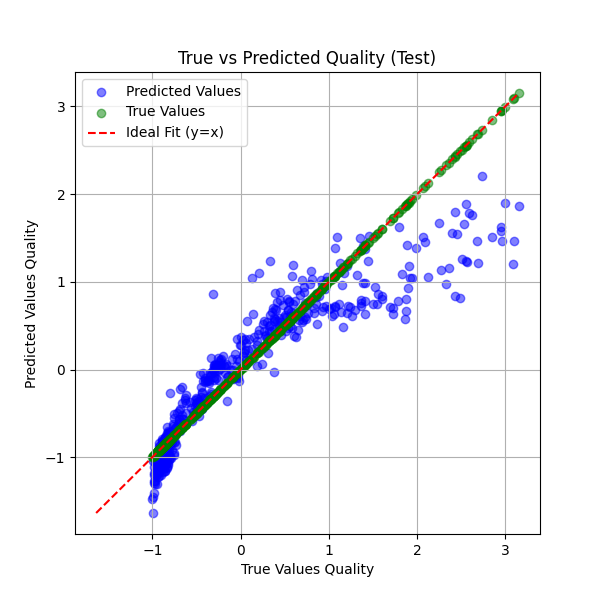 True vs Predicted Quality (Test)
Predicted Values
True Values
Ideal Fit (y=x)
Predicted Values Quality
3
2
1
0
−1
−1
0
1
2
3
True Values Quality